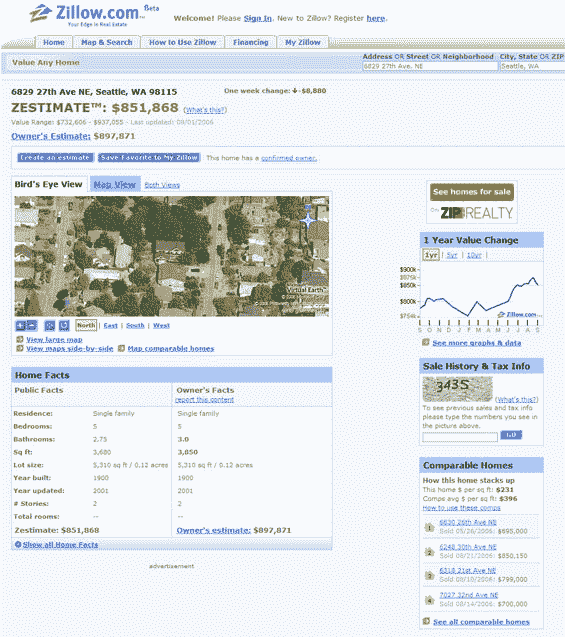 Zillow.com Beta
Your Edge in Real Estate
Welcome! Please Sign In. New to Zillow? Register here.
Home
Map & Search
How to Use Zillow
Financing
My Zillow
Value Any Home
Address OR Street OR Neighborhood
City, State OR ZIP
6829 27th Ave. NE
Seattle, WA
6829 27th Ave NE, Seattle, WA 98115
One week change: -$8,880
ZESTIMATE™: $851,868 (What's this?)
Value Range: $732,606 - $937,055 - Last updated: 09/01/2006
Owner's Estimate: $897,871
Create an estimate
Save Favorite to My Zillow
This home has a confirmed owner.
Bird's Eye View
Map View
Both Views
Virtual Earth™
North | East | South | West
View large map
View maps side-by-side
Map comparable homes
See homes for sale
On ZIPREALTY
1 Year Value Change
1yr | 5yr | 10yr
$900k
$875k
$800k
$754k
Zillow.com
S O N D J F M A M J J A S
See more graphs & data
Sale History & Tax Info
(What's this?)
To see previous sales and tax info
please type the numbers you see in
the picture above.
GO
Home Facts
Public Facts
Owner's Facts
report this content
Residence: Single family Single family
Bedrooms: 5 5
Bathrooms: 2.75 3.0
Sq ft: 3,680 3,850
Lot size: 5,310 sq ft / 0.12 acres 5,310 sq ft / 0.12 acres
Year built: 1900 1900
Year updated: 2001 2001
# Stories: 2 2
Total rooms: -- --
Zestimate: $851,868 Owner's estimate: $897,871
Show all Home Facts
advertisement
Comparable Homes
How this home stacks up
This home $ per sq ft: $231
Comps avg $ per sq ft: $396
How to use these comps
1 6830 26th Ave NE
Sold 05/26/2006: $695,000
2 6248 30th Ave NE
Sold 08/21/2006: $850,150
3 6318 21st Ave NE
Sold 08/10/2006: $799,000
4 7027 32nd Ave NE
Sold 08/14/2006: $700,000
See all comparable homes